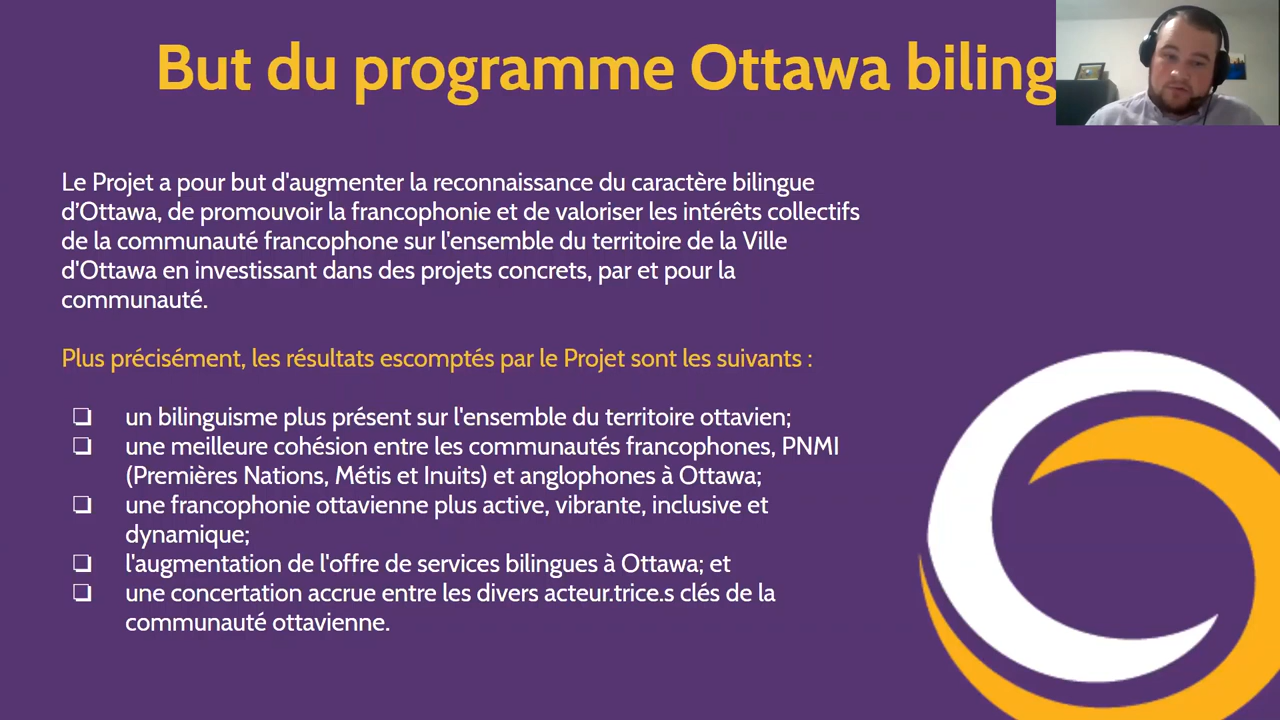 But du programme Ottawa biling
Le Projet a pour but d'augmenter la reconnaissance du caractère bilingue
d'Ottawa, de promouvoir la francophonie et de valoriser les intérêts collectifs
de la communauté francophone sur l'ensemble du territoire de la Ville
d'Ottawa en investissant dans des projets concrets, par et pour la
communauté.
Plus précisément, les résultats escomptés par le Projet sont les suivants :
❏ un bilinguisme plus présent sur l'ensemble du territoire ottavien;
❏ une meilleure cohésion entre les communautés francophones, PNMI
(Premières Nations, Métis et Inuits) et anglophones à Ottawa;
❏ une francophonie ottavienne plus active, vibrante, inclusive et
dynamique;
❏ l'augmentation de l'offre de services bilingues à Ottawa; et
❏ une concertation accrue entre les divers acteur.trice.s clés de la
communauté ottavienne.